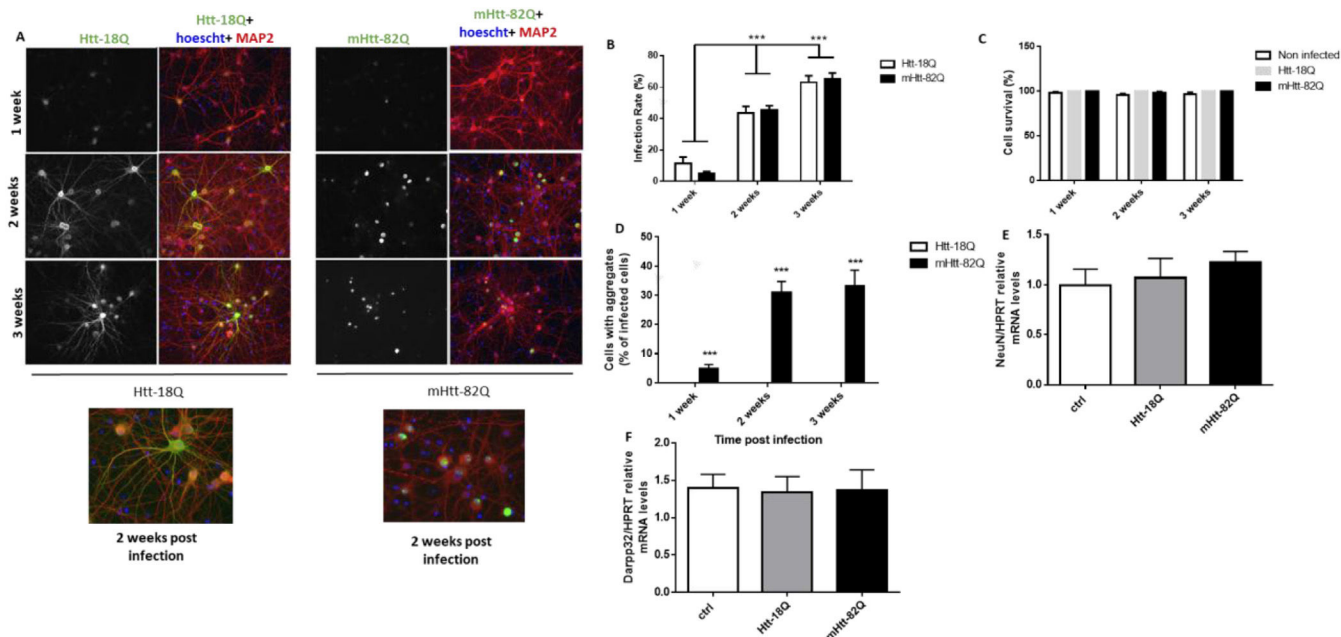 A
Htt-18Q
Htt-18Q+
hoescht+ MAP2
mHtt-82Q
mHtt-82Q+
hoescht+ MAP2
1 week
2 weeks
3 weeks
Htt-18Q
mHtt-82Q
2 weeks post
infection
2 weeks post
infection
B
***
***
Htt-18Q
mHtt-82Q
Infection Rate (%)
80
60
40
20
0
1 week
2 weeks
3 weeks
C
Non infected
Htt-18Q
mHtt-82Q
Cell survival (%)
150
100
50
0
1 week
2 weeks
3 weeks
D
Htt-18Q
mHtt-82Q
Cells with aggregates
(% of infected cells)
50
40
30
20
10
0
***
***
***
1 week
2 weeks
3 weeks
Time post infection
E
NeuN/HPRT relative
mRNA levels
1.5
1.0
0.5
0.0
ctrl
Htt-18Q
mHtt-82Q
F
Darpp32/HPRT relative
mRNA levels
2.0
1.5
1.0
0.5
0.0
ctrl
Htt-18Q
mHtt-82Q